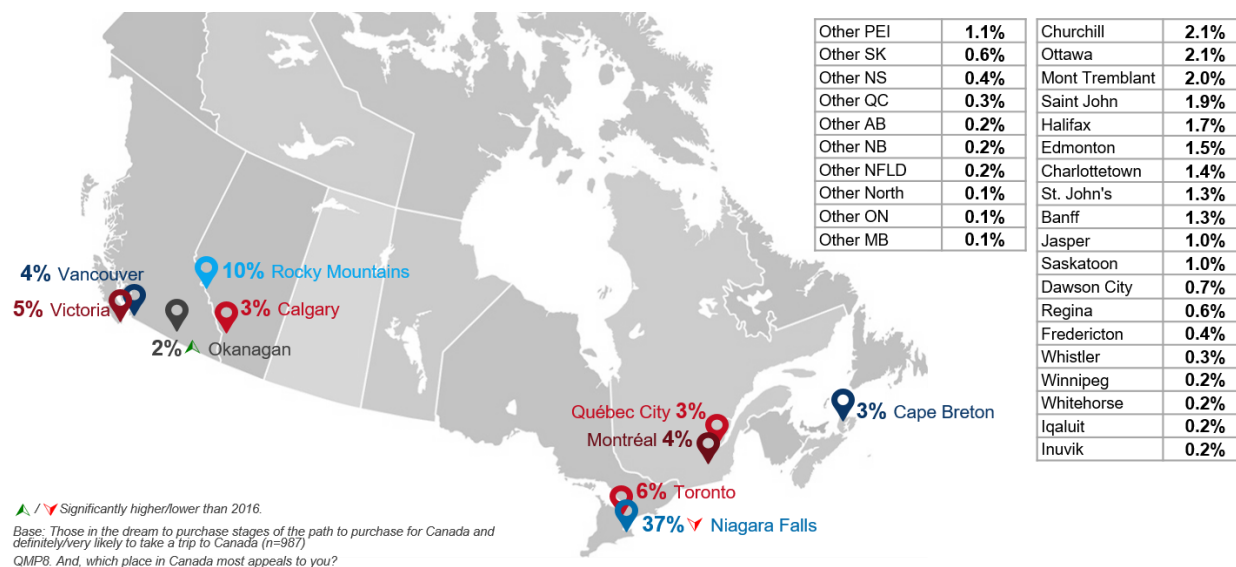 Other PEI 1.1%
Other SK 0.6%
Other NS 0.4%
Other QC 0.3%
Other AB 0.2%
Other NB 0.2%
Other NFLD 0.2%
Other North 0.1%
Other ON 0.1%
Other MB 0.1%
Churchill 2.1%
Ottawa 2.1%
Mont Tremblant 2.0%
Saint John 1.9%
Halifax 1.7%
Edmonton 1.5%
Charlottetown 1.4%
St. John's 1.3%
Banff 1.3%
Jasper 1.0%
Saskatoon 1.0%
Dawson City 0.7%
Regina 0.6%
Fredericton 0.4%
Whistler 0.3%
Winnipeg 0.2%
Whitehorse 0.2%
Iqaluit 0.2%
Inuvik 0.2%
4% Vancouver
10% Rocky Mountains
5% Victoria
3% Calgary
2% Okanagan
Québec City 3%
3% Cape Breton
Montréal 4%
6% Toronto
37% Niagara Falls
/ Significantly higher/lower than 2016.
Base: Those in the dream to purchase stages of the path to purchase for Canada and
definitely/very likely to take a trip to Canada (n=987)
QMP8. And, which place in Canada most appeals to you?